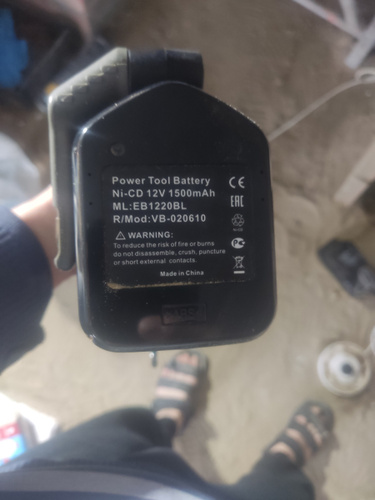 Power Tool Battery
Ni-CD 12V 1500mAh
ML:EB1220BL
R/Mod:VB-020610
CE
EAC
WARNING:
To reduce the risk of fire or burns
do not disassemble, crush, puncture
or short external contacts.
Made in China